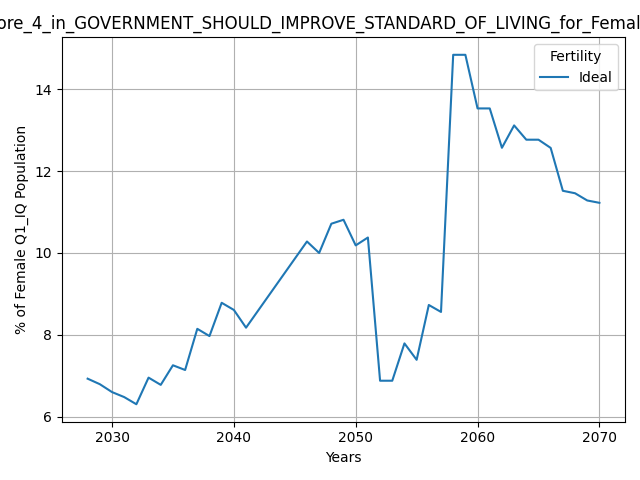 ore_4_in_GOVERNMENT_SHOULD_IMPROVE_STANDARD_OF_LIVING_for_Femal
Fertility
Ideal
% of Female Q1_IQ Population
14
12
10
8
6
2030 2040 2050 2060 2070
Years